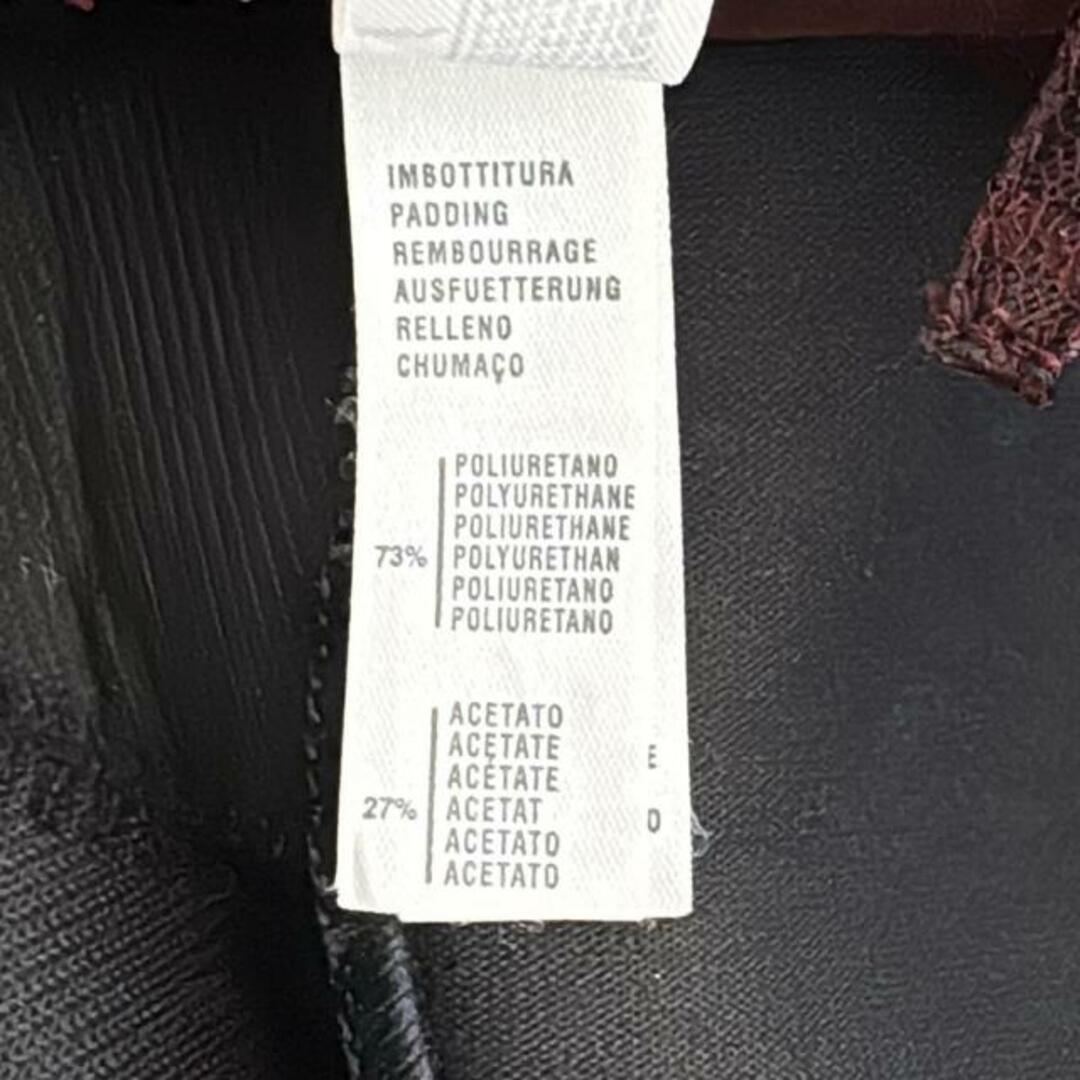 IMBOTTITURA
PADDING
REMBOURRAGE
AUSFUETTERUNG
RELLENO
CHUMAÇO
POLIURETANO
POLYURETHANE
POLIURETHANE
73% POLYURETHAN
POLIURETANO
POLIURETANO
ACETATO
ACETATE
ACÉTATE
27% ACETAT
ACETATO
ACETATO
E
O